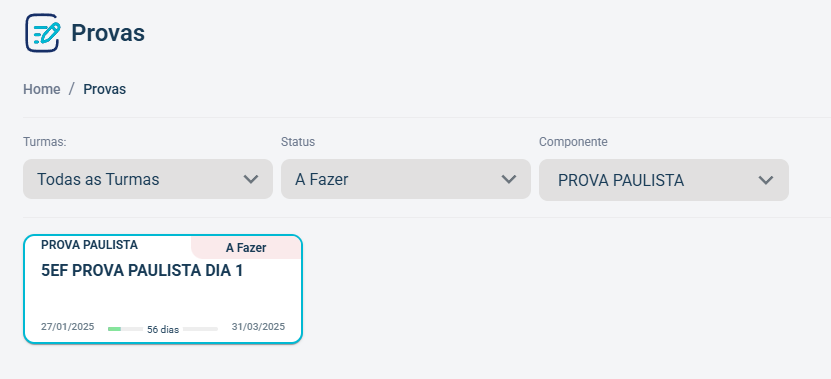 Provas
Home / Provas
Turmas:
Status
Componente
Todas as Turmas
A Fazer
PROVA PAULISTA
PROVA PAULISTA
A Fazer
5EF PROVA PAULISTA DIA 1
27/01/2025
56 dias
31/03/2025